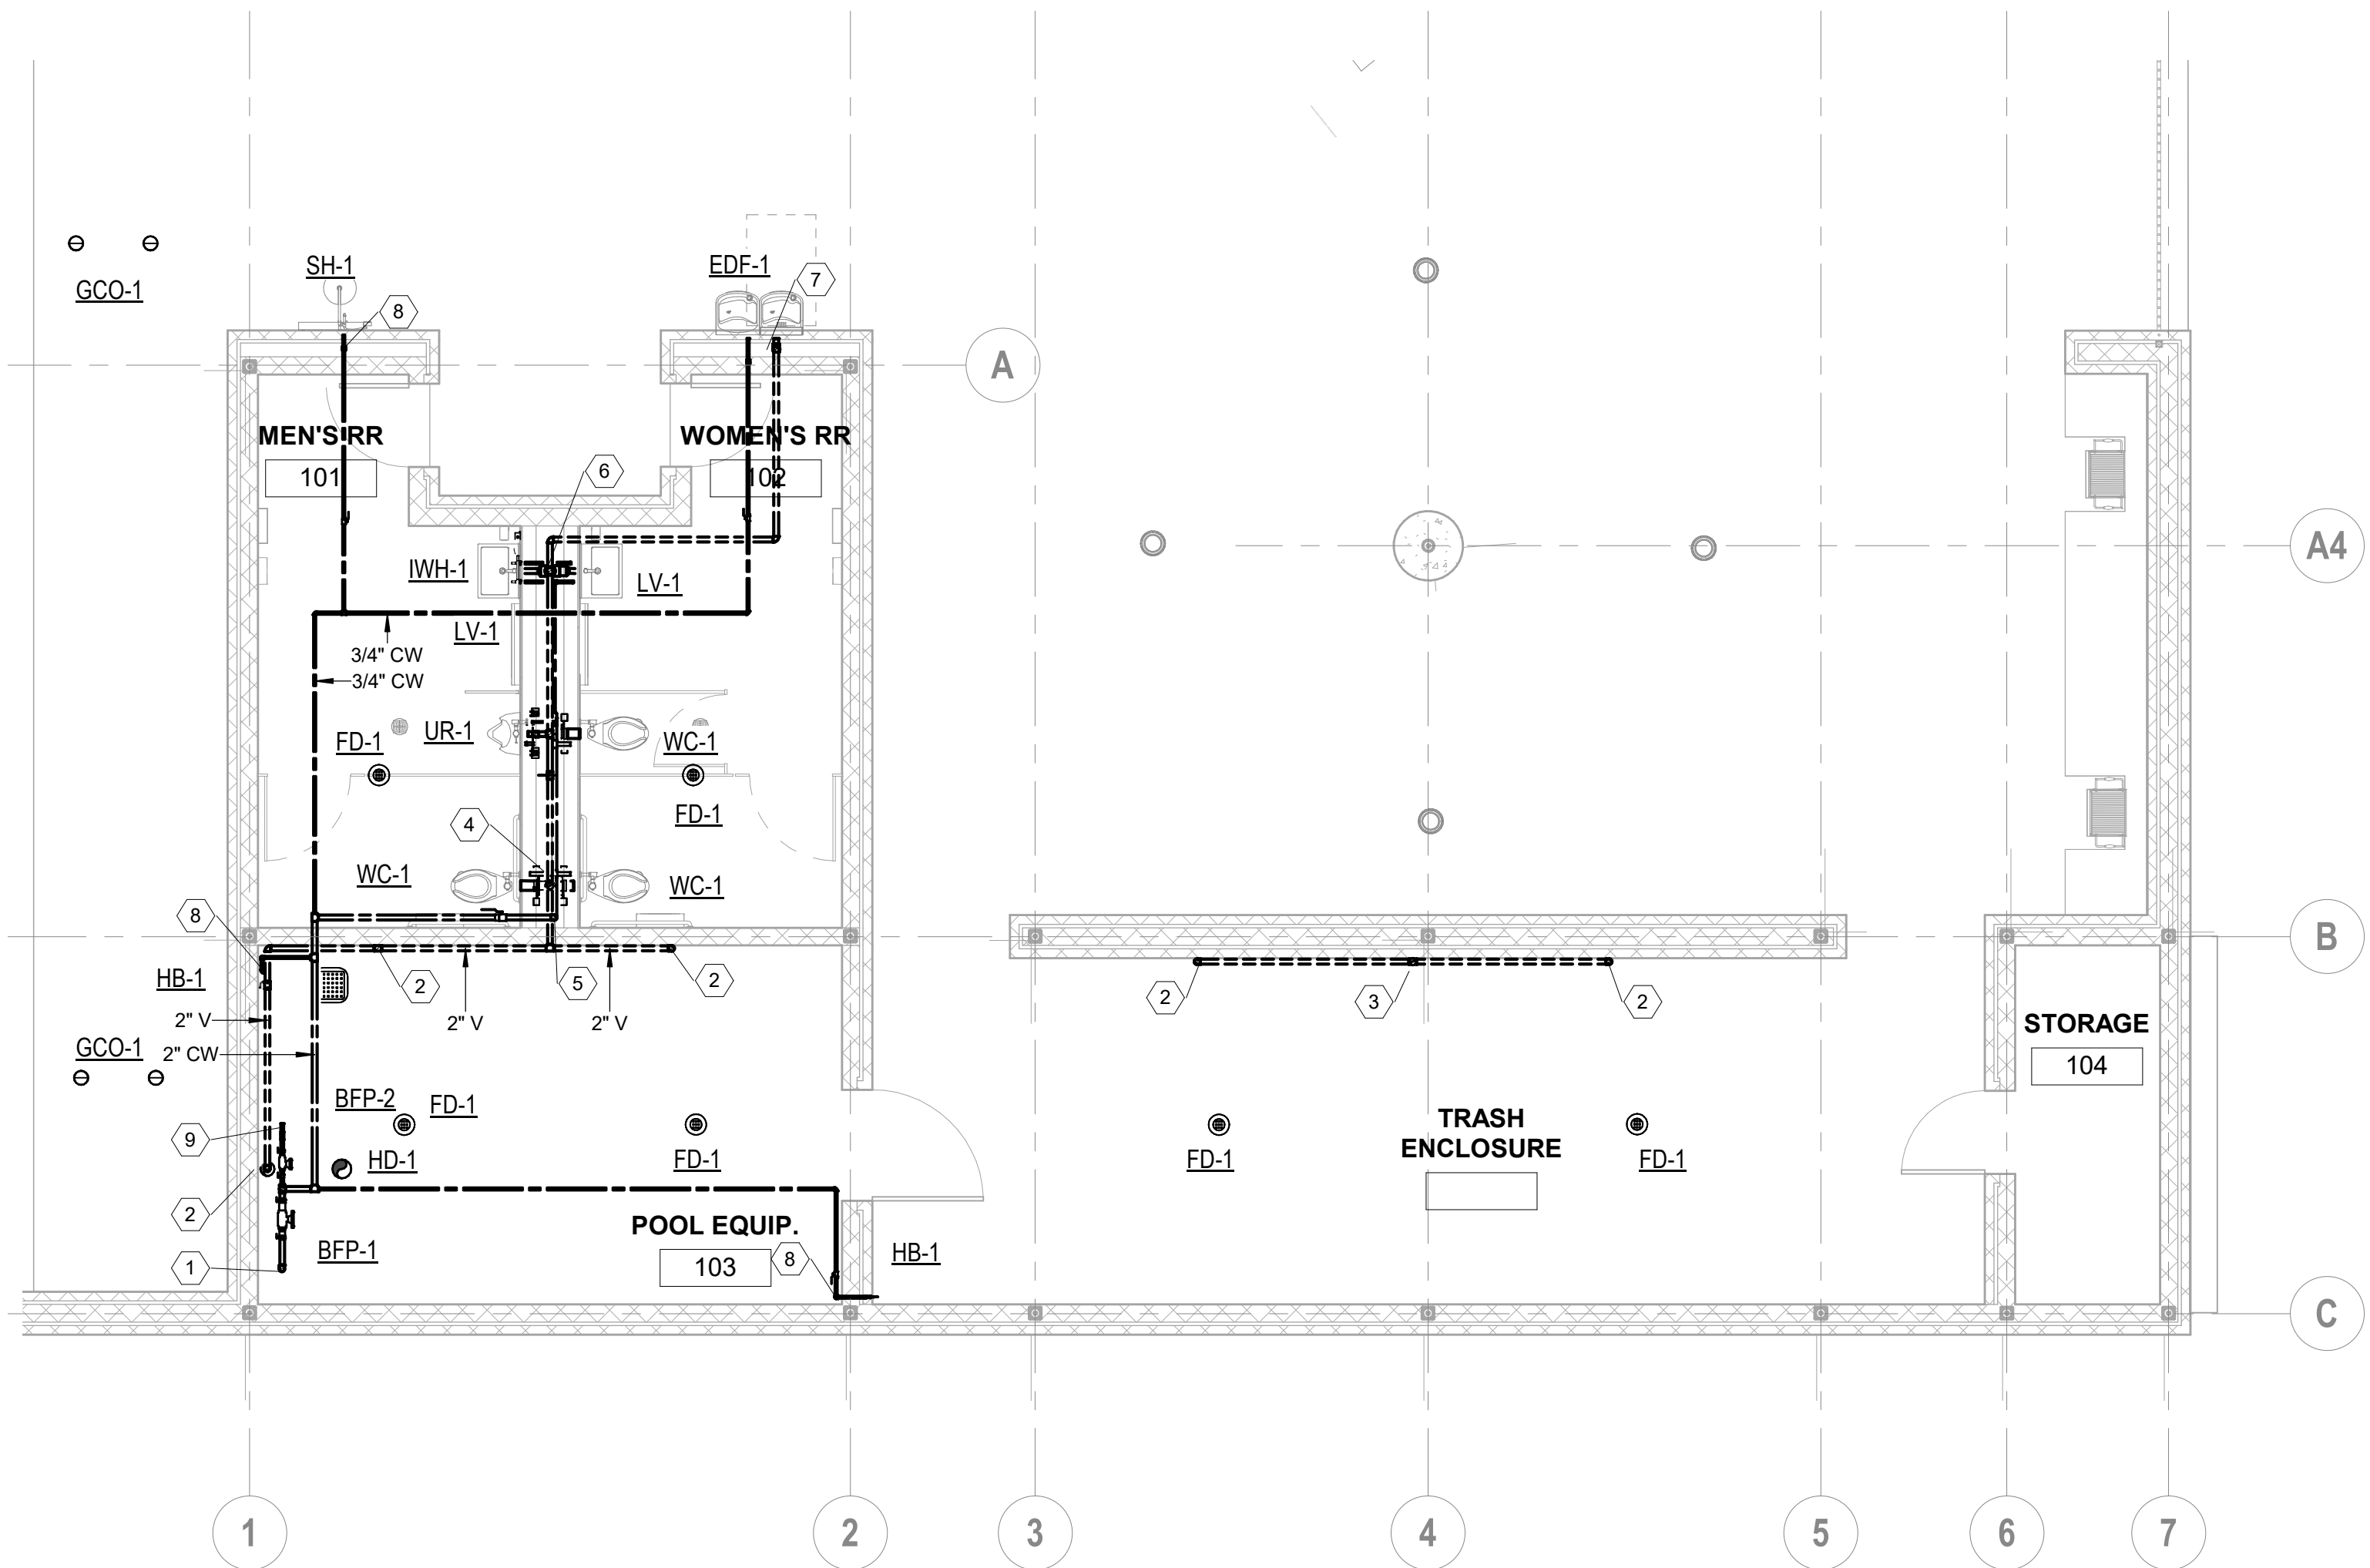 SH-1
EDF-1
7
GCO-1
8
A
MEN'S RR
WOMEN'S RR
101
102
6
A4
IWH-1
LV-1
LV-1
3/4" CW
3/4" CW
UR-1
FD-1
WC-1
FD-1
4
WC-1
WC-1
8
B
HB-1
2
5
2
2
3
2
2" V
2" V
2" V
STORAGE
GCO-1
2" CW
104
BFP-2
FD-1
TRASH
ENCLOSURE
9
HD-1
FD-1
FD-1
FD-1
2
POOL EQUIP.
BFP-1
103
8
HB-1
1
C
1
2
3
4
5
6
7